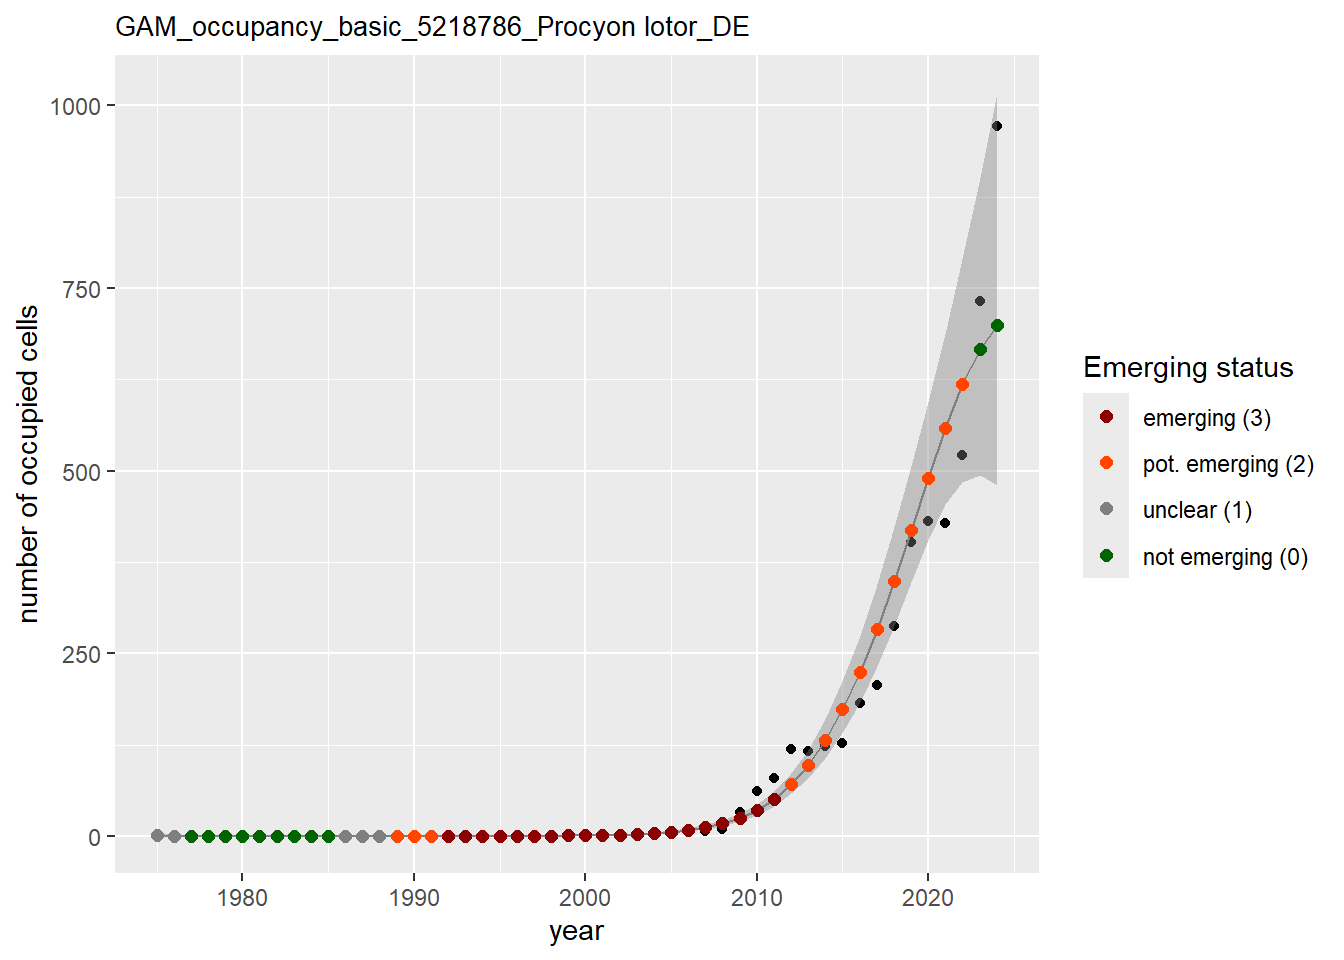 GAM_occupancy_basic_5218786_Procyon lotor_DE
1000
750
500
250
0
number of occupied cells
1980
1990
2000
2010
2020
year
Emerging status
emerging (3)
pot. emerging (2)
unclear (1)
not emerging (0)